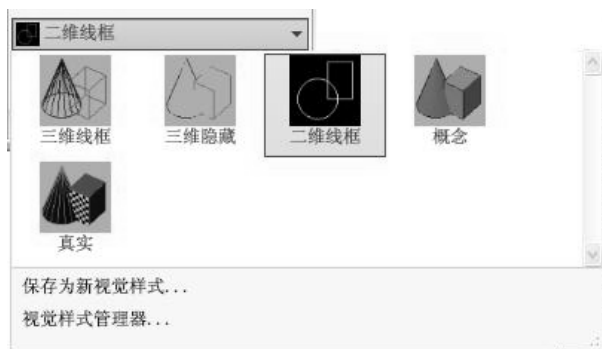 二维线框
三维线框 三维隐藏 二维线框 概念
真实
保存为新视觉样式...
视觉样式管理器...